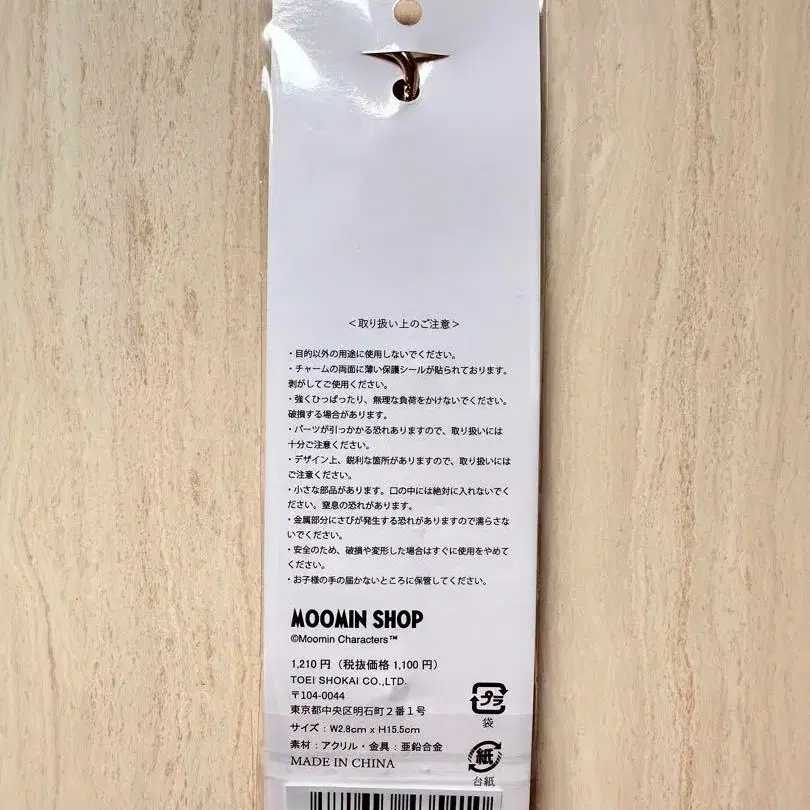 ＜取り扱い上のご注意＞
・目的以外の用途に使用しないでください。
・チャームの両面に薄い保護シールが貼られております。
剥がしてご使用ください。
・強くひっぱったり、無理な負荷をかけないでください。
破損する場合があります。
・パーツが引っかかる恐れありますので、取り扱いには
十分ご注意ください。
・デザイン上、鋭利な箇所がありますので、取り扱いには
ご注意ください。
・小さな部品があります。口の中には絶対に入れないでく
ださい。窒息の恐れがあります。
・金属部分にさびが発生する恐れがありますので濡らさな
いでください。
・安全のため、破損や変形した場合はすぐに使用をやめて
ください。
・お子様の手の届かないところに保管してください。
MOOMIN SHOP
©Moomin Characters™
1,210 円（税抜価格 1,100 円）
TOEI SHOKAI CO.,LTD.
〒104-0044
東京都中央区明石町２番１号
サイズ：W2.8cm x H15.5cm
素材：アクリル・金具：亜鉛合金
MADE IN CHINA
プラ
袋
紙
台紙